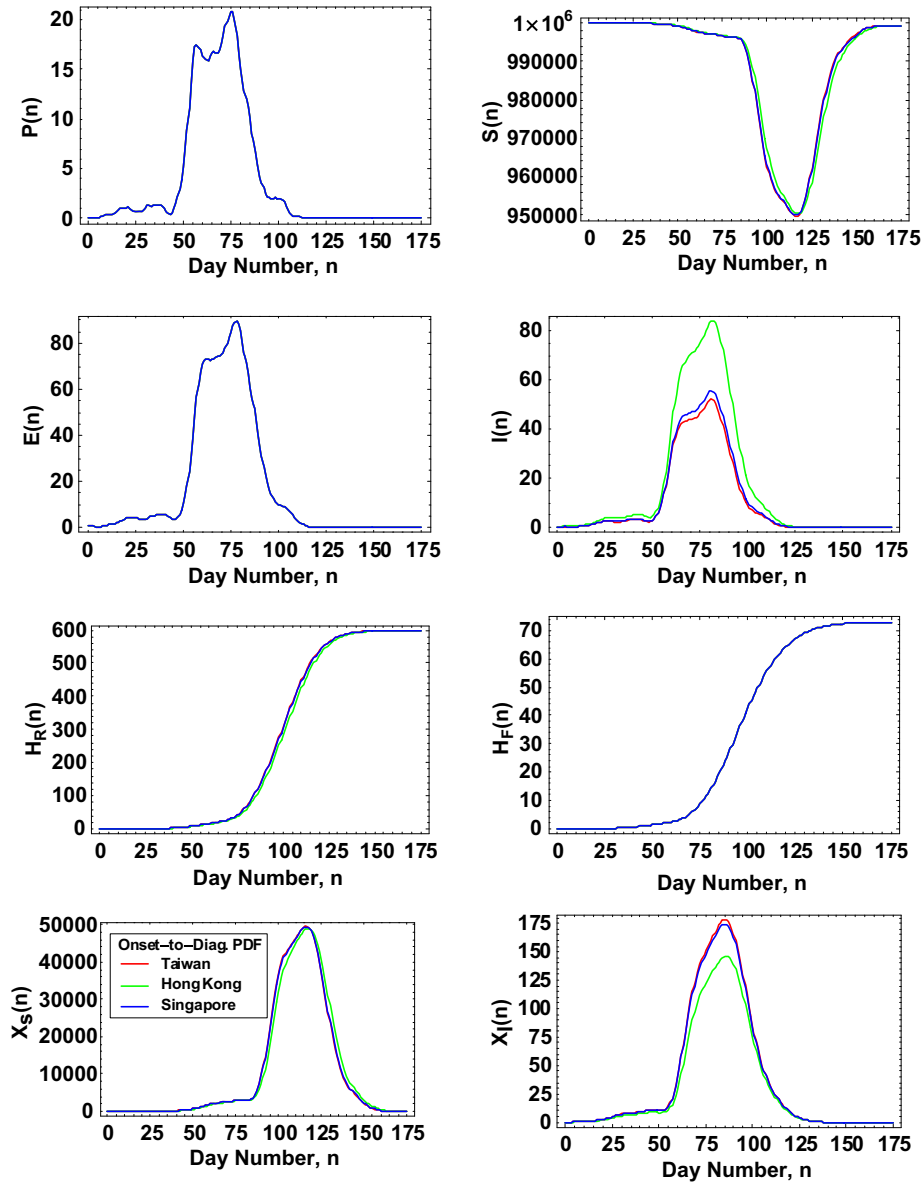 20
15
10
5
0
P(n)
0 25 50 75 100 125 150 175
Day Number, n
1×10^6
990000
980000
970000
960000
950000
S(n)
0 25 50 75 100 125 150 175
Day Number, n
80
60
40
20
0
E(n)
0 25 50 75 100 125 150 175
Day Number, n
80
60
40
20
0
I(n)
0 25 50 75 100 125 150 175
Day Number, n
600
500
400
300
200
100
0
H_R(n)
0 25 50 75 100 125 150 175
Day Number, n
70
60
50
40
30
20
10
0
H_F(n)
0 25 50 75 100 125 150 175
Day Number, n
50000
40000
30000
20000
10000
0
X_S(n)
Onset–to–Diag. PDF
Taiwan
Hong Kong
Singapore
0 25 50 75 100 125 150 175
Day Number, n
175
150
125
100
75
50
25
0
X_I(n)
0 25 50 75 100 125 150 175
Day Number, n